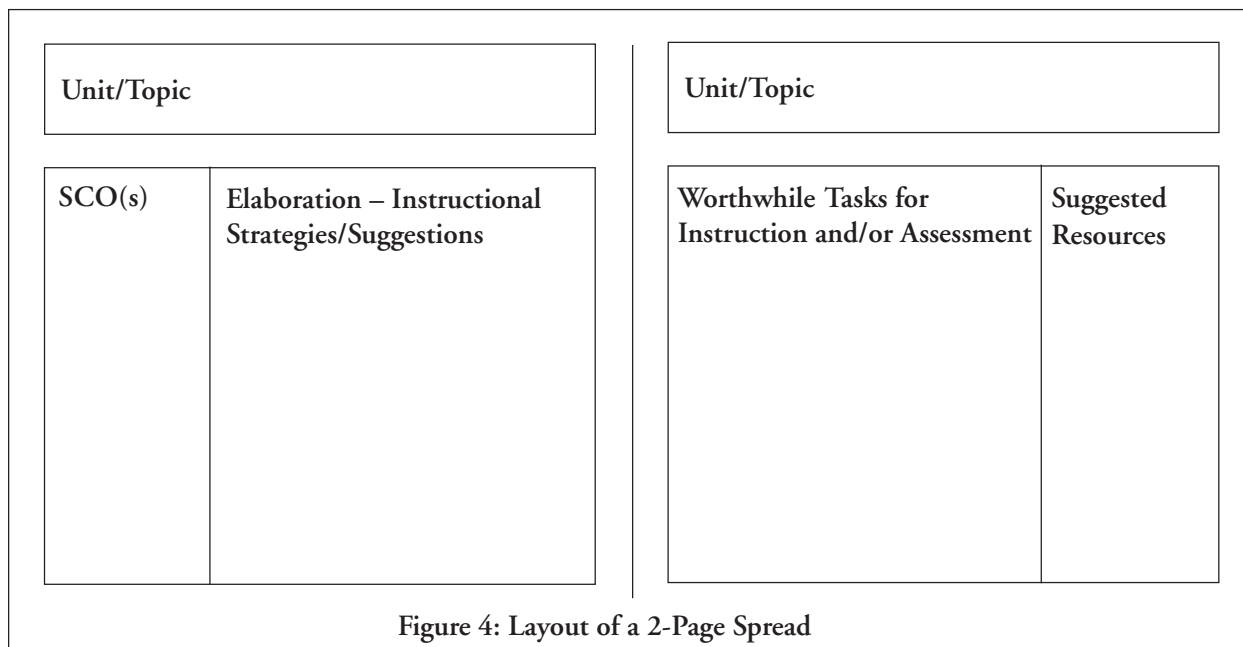 Unit/Topic
SCO(s)
Elaboration – Instructional
Strategies/Suggestions
Unit/Topic
Worthwhile Tasks for
Instruction and/or Assessment
Suggested
Resources
Figure 4: Layout of a 2-Page Spread